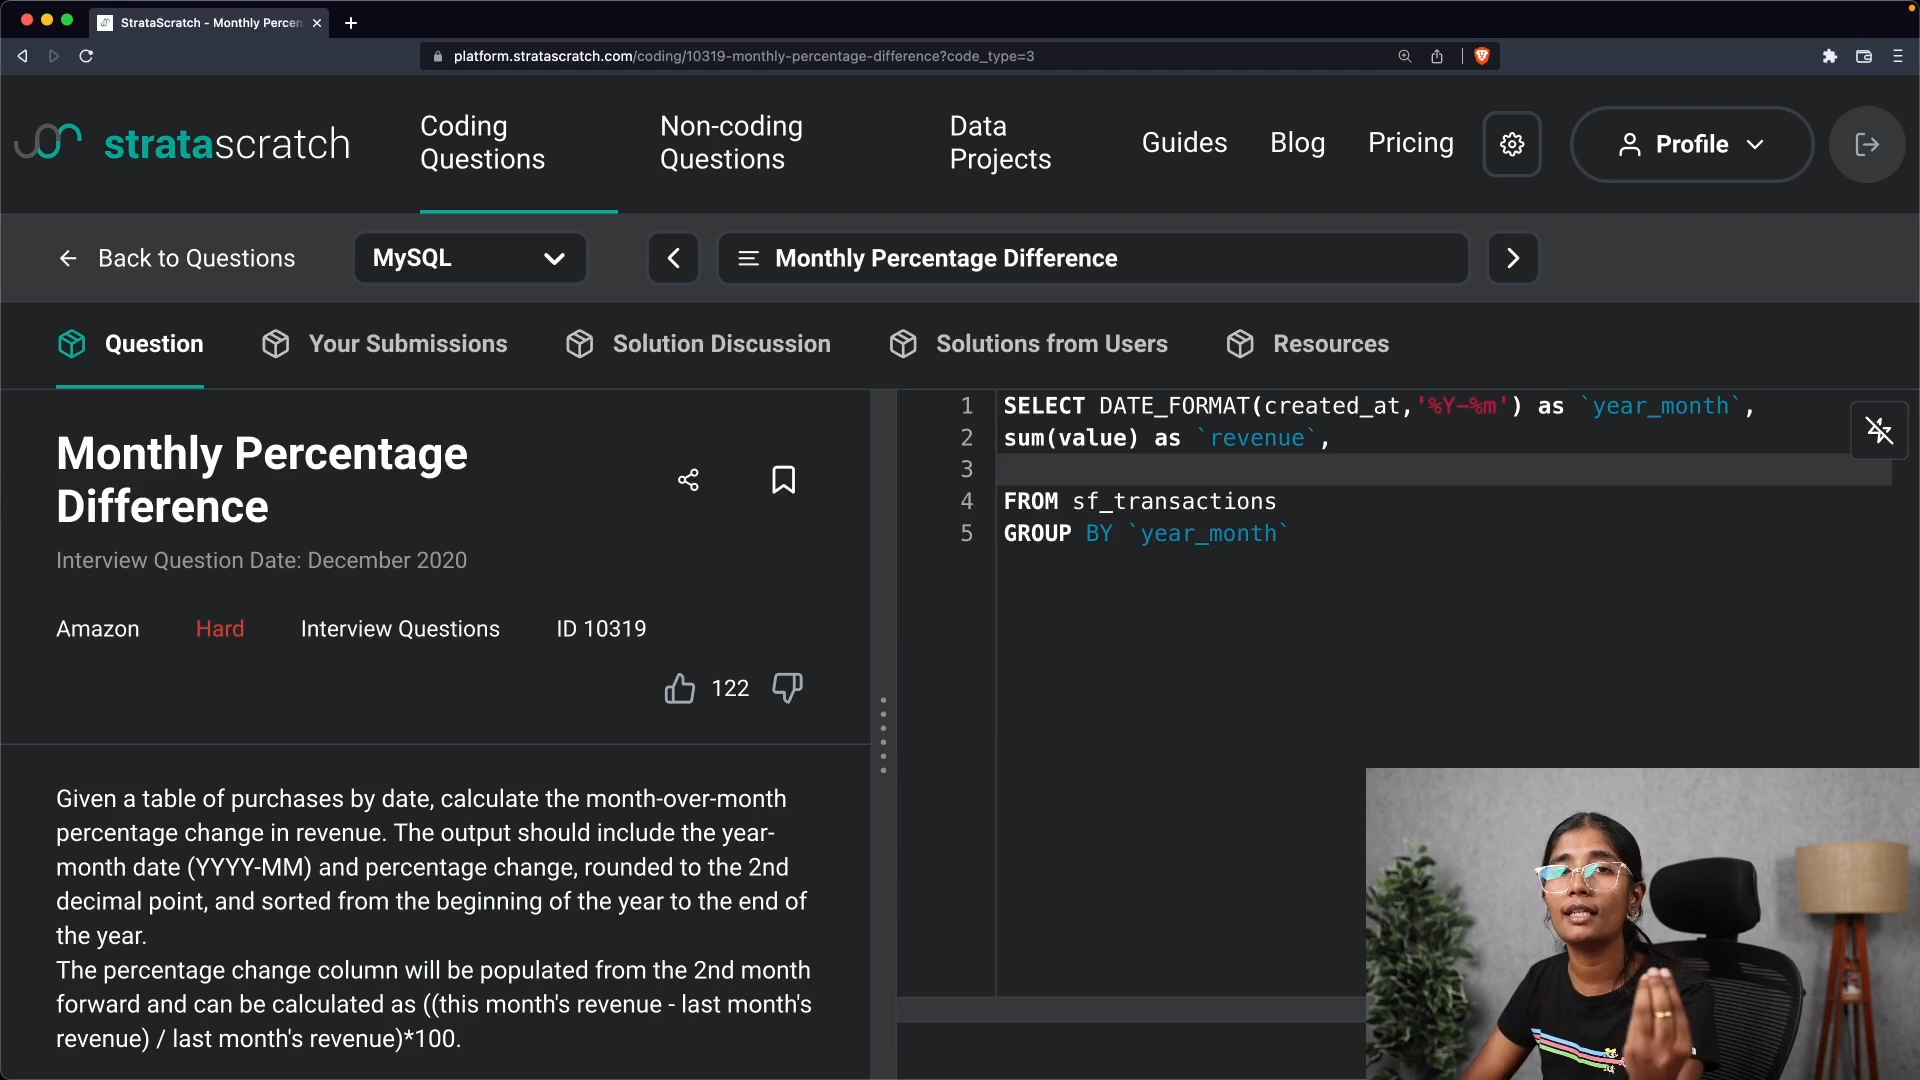 StrataScratch - Monthly Percen
platform.stratascratch.com/coding/10319-monthly-percentage-difference?code_type=3
stratascratch
Coding
Questions
Non-coding
Questions
Data
Projects
Guides
Blog
Pricing
Profile
Back to Questions
MySQL
Monthly Percentage Difference
Question
Your Submissions
Solution Discussion
Solutions from Users
Resources
Monthly Percentage
Difference
Interview Question Date: December 2020
Amazon
Hard
Interview Questions
ID 10319
122
Given a table of purchases by date, calculate the month-over-month
percentage change in revenue. The output should include the year-
month date (YYYY-MM) and percentage change, rounded to the 2nd
decimal point, and sorted from the beginning of the year to the end of
the year.
The percentage change column will be populated from the 2nd month
forward and can be calculated as ((this month's revenue - last month's
revenue) / last month's revenue)*100.
1 SELECT DATE_FORMAT(created_at,'%Y-%m') as `year_month`,
2 sum(value) as `revenue`,
3
4 FROM sf_transactions
5 GROUP BY `year_month`